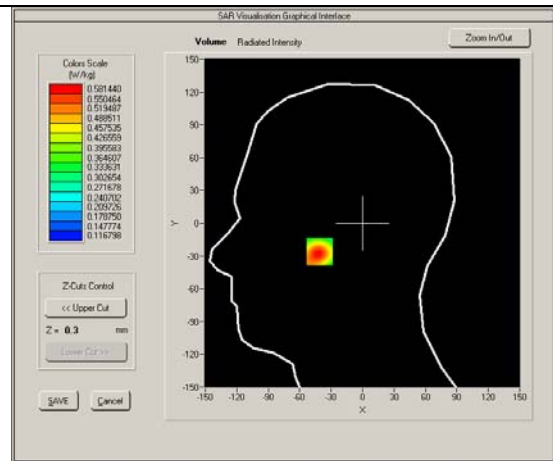 SAR Visualisation Graphical Interface
Volume Radiated Intensity
Zoom In/Out
Colors Scale
(W/kg)
0.581440
0.550464
0.519487
0.488511
0.457535
0.426559
0.395583
0.364607
0.333631
0.302654
0.271678
0.240702
0.209726
0.178750
0.147774
0.116798
Z-Cuts Control
<< Upper Cut
Z = 0.3 mm
Lower Cut >>
SAVE Cancel
150
120
90
60
30
0
-30
-60
-90
-120
-150
Y
-150 -120 -90 -60 -30 0 30 60 90 120 150
X